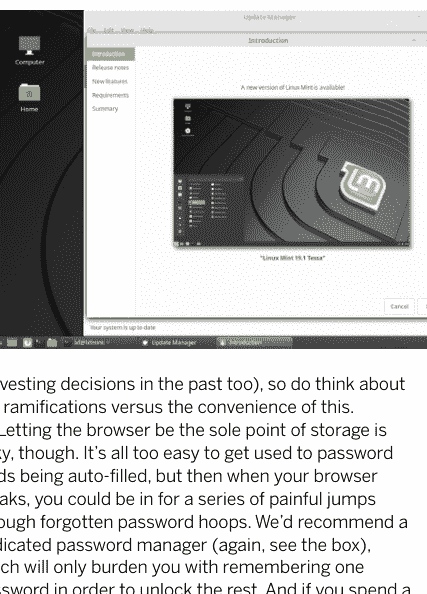 Update Manager
File Edit View Help
Introduction
Computer
Home
Introduction
Release notes
New features
Requirements
Summary
A new version of Linux Mint is available!
"Linux Mint 19.1 Tessa"
Cancel
Your system is up to date
Update Manager
Introduction
vesting decisions in the past too), so do think about
ramifications versus the convenience of this.
Letting the browser be the sole point of storage is
ky, though. It's all too easy to get used to password
ds being auto-filled, but then when your browser
aks, you could be in for a series of painful jumps
ough forgotten password hoops. We'd recommend a
dicated password manager (again, see the box),
ch will only burden you with remembering one
ssword in order to unlock the rest. And if you spend a